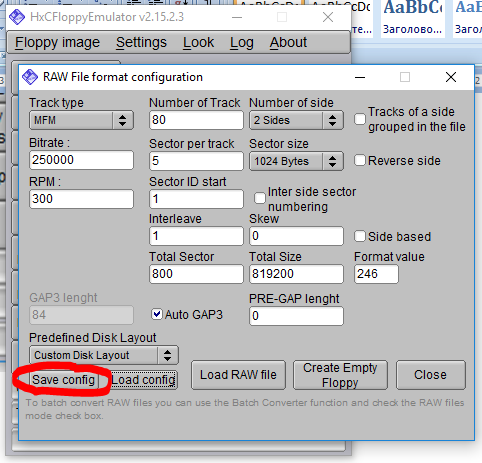 HxCFloppyEmulator v2.15.2.3
Floppy image Settings Look Log About
АаВbСс АаВ
Заголово... Заголо
RAW File format configuration
Track type Number of Track Number of side
MFM 80 2 Sides Tracks of a side
grouped in the file
Bitrate : Sector per track Sector size
250000 5 1024 Bytes Reverse side
RPM : Sector ID start
300 1 Inter side sector
numbering
Interleave Skew
1 0 Side based
Total Sector Total Size Format value
800 819200 246
GAP3 lenght PRE-GAP lenght
84 Auto GAP3 0
Predefined Disk Layout
Custom Disk Layout
Save config Load config Load RAW file Create Empty
Floppy Close
To batch convert RAW files you can use the Batch Converter function and check the RAW files
mode check box.